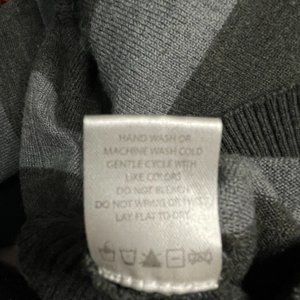 HAND WASH OR
MACHINE WASH COLD
GENTLE CYCLE WITH
LIKE COLORS
DO NOT BLEACH
DO NOT WRING OR TWIST
LAY FLAT TO DRY